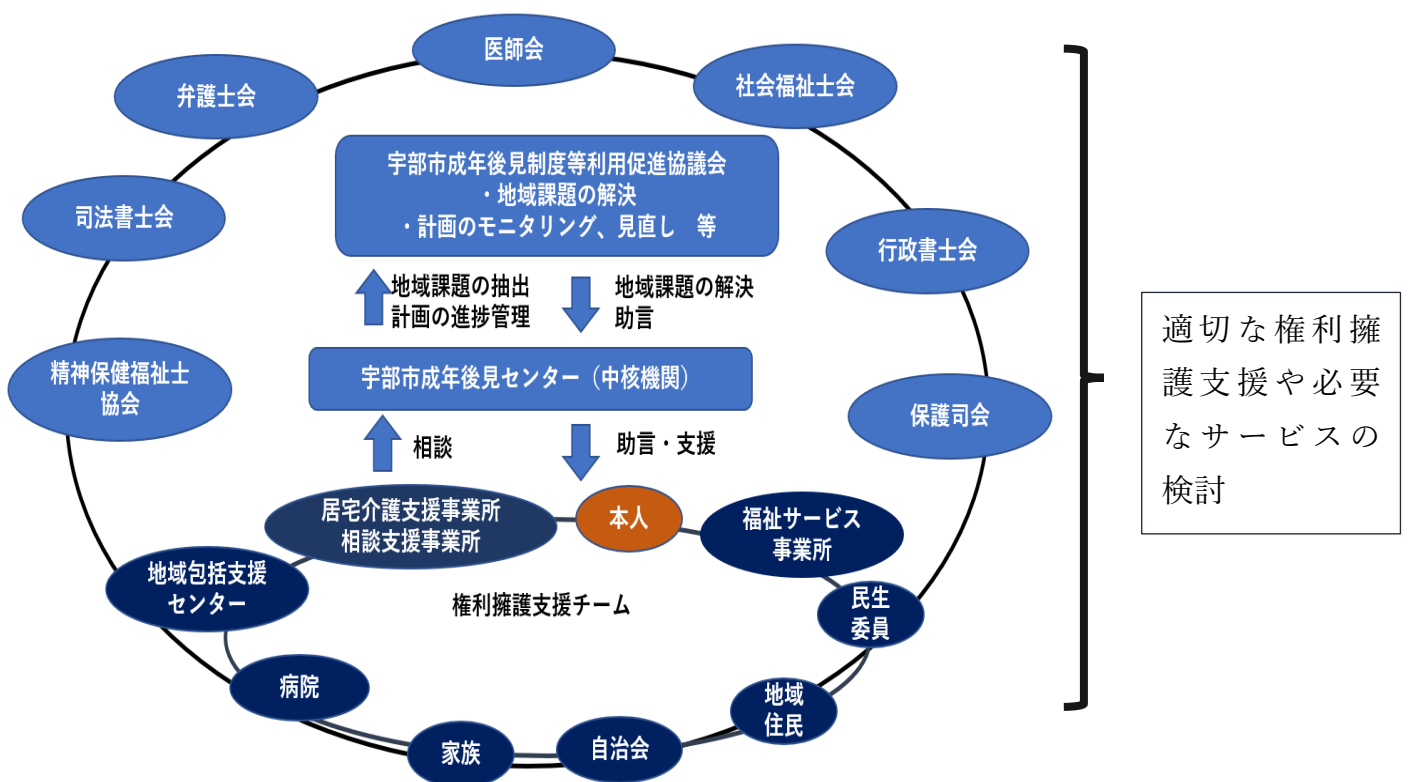 医師会
弁護士会
社会福祉士会
宇部市成年後見制度等利用促進協議会
・地域課題の解決
・計画のモニタリング、見直し　等
司法書士会
行政書士会
地域課題の抽出
計画の進捗管理
地域課題の解決
助言
精神保健福祉士
協会
宇部市成年後見センター（中核機関）
保護司会
相談
助言・支援
居宅介護支援事業所
相談支援事業所
本人
福祉サービス
事業所
地域包括支援
センター
権利擁護支援チーム
民生
委員
病院
地域
住民
家族
自治会
適切な権利擁
護支援や必要
なサービスの
検討